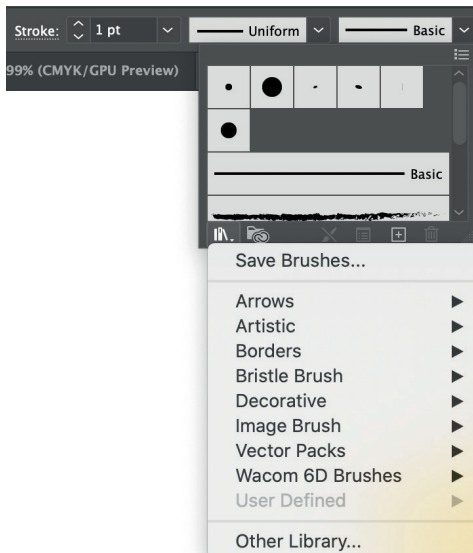 Stroke: 1 pt Uniform Basic
99% (CMYK/GPU Preview)
Basic
Save Brushes...
Arrows
Artistic
Borders
Bristle Brush
Decorative
Image Brush
Vector Packs
Wacom 6D Brushes
User Defined
Other Library...